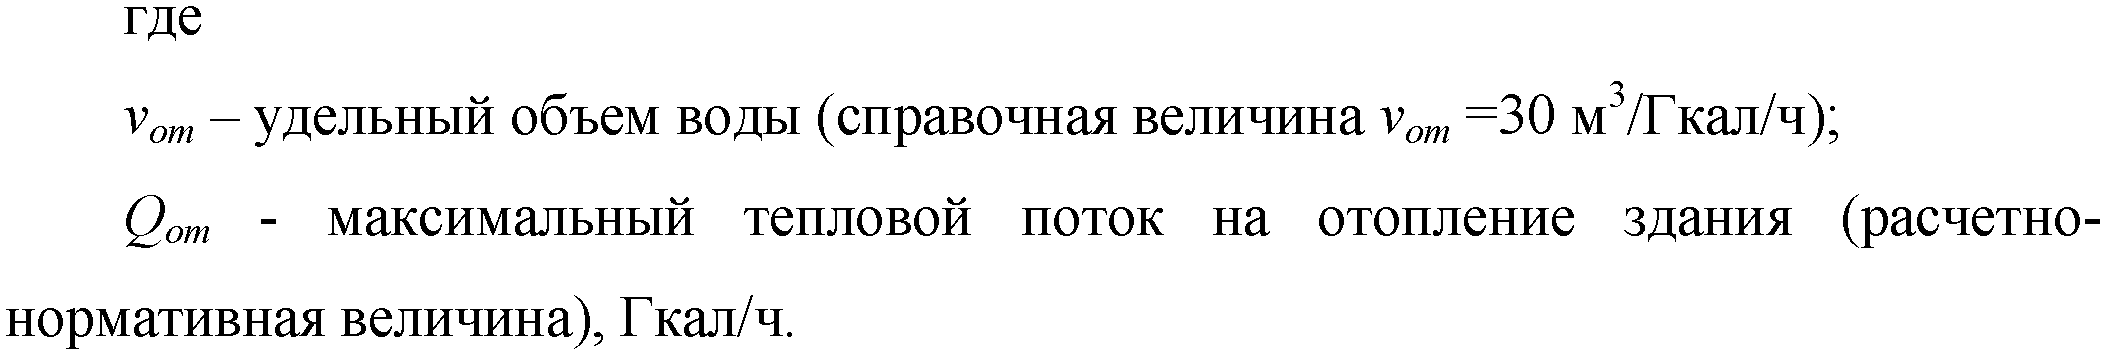 где
vот – удельный объем воды (справочная величина vот =30 м³/Гкал/ч);
Qот - максимальный тепловой поток на отопление здания (расчетно-
нормативная величина), Гкал/ч.